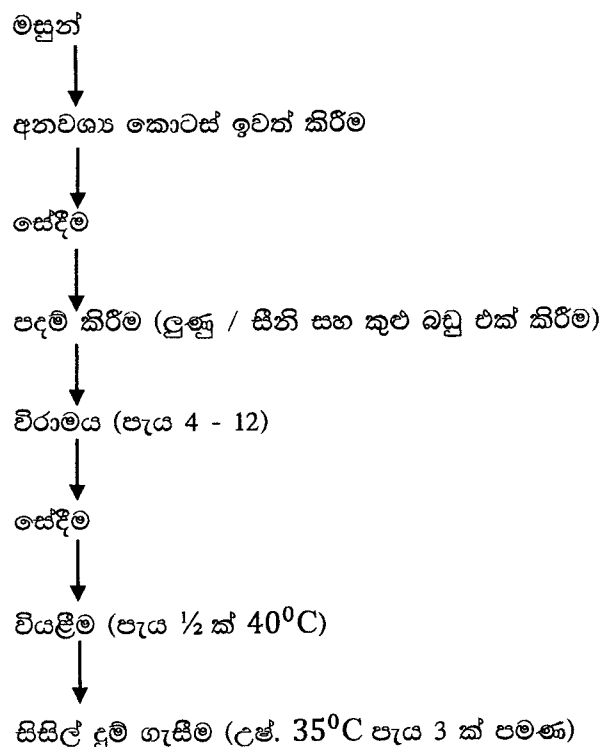 මසුන්
අනවශ්‍ය කොටස් ඉවත් කිරීම
සේදීම
පදම් කිරීම (ලුණු / සීනි සහ කුළු බඩු එක් කිරීම)
විරාමය (පැය 4 - 12)
සේදීම
වියළීම (පැය ½ ක් 40⁰C)
සිසිල් දුම් ගැසීම (උෂ්. 35⁰C පැය 3 ක් පමණ)